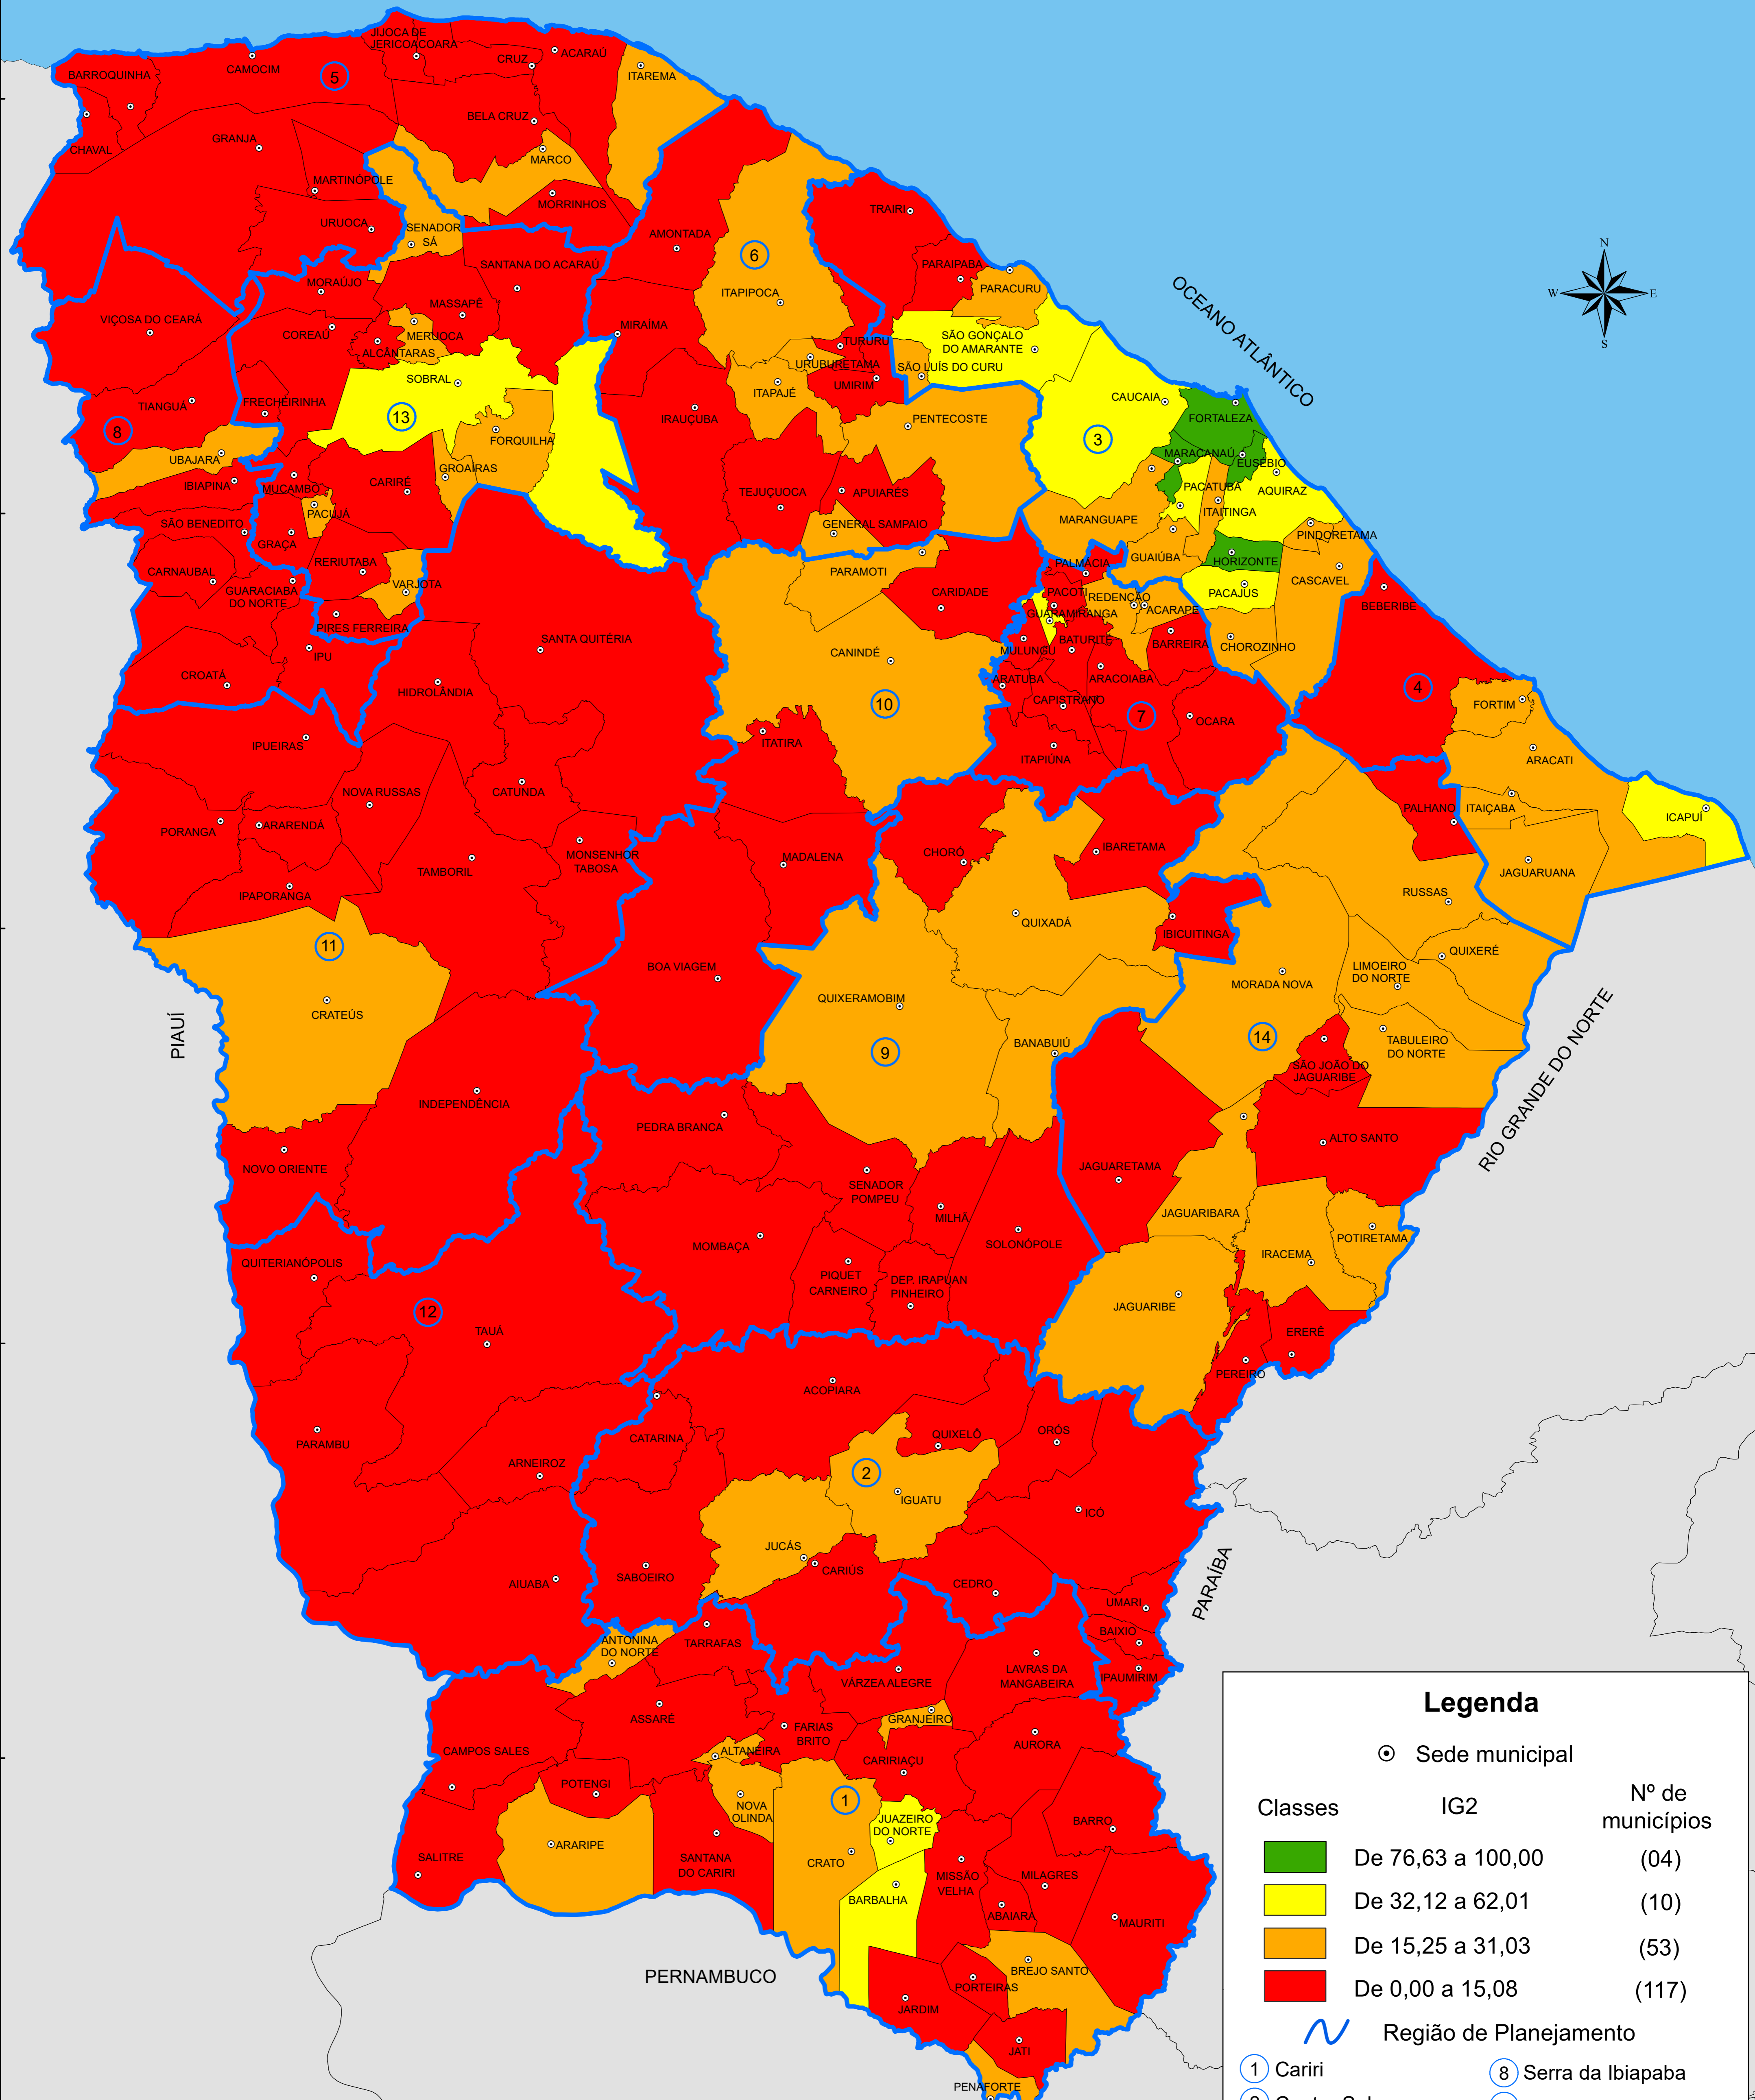 JIJOCA DE
JERICOACOARA
ACARAÚ
CRUZ
CAMOCIM
BARROQUINHA
5
ITAREMA
BELA CRUZ
GRANJA
CHAVAL
MARCO
MARTINÓPOLE
MORRINHOS
TRAIRI
URUOCA
SENADOR
SÁ
AMONTADA
6
SANTANA DO ACARAÚ
PARAIPABA
MORAÚJO
PARACURU
ITAPIPOCA
MASSAPÊ
OCEANO ATLÂNTICO
N
W
E
S
VIÇOSA DO CEARÁ
COREAÚ
MERUOCA
MIRAÍMA
ALCÂNTARAS
TURURU
SÃO GONÇALO
DO AMARANTE
URUBURETAMA
SÃO LUÍS DO CURU
SOBRAL
UMIRIM
ITAPAJÉ
CAUCAIA
FRECHEIRINHA
TIANGUÁ
13
IRAUÇUBA
PENTECOSTE
FORTALEZA
8
FORQUILHA
3
MARACANAÚ
UBAJARA
GROAÍRAS
EUSÉBIO
IBIAPINA
MUCAMBO
CARIRÉ
TEJUÇUOCA
APUIARÉS
PACATUBA
AQUIRAZ
PACUJÁ
ITAITINGA
SÃO BENEDITO
GENERAL SAMPAIO
MARANGUAPE
PINDORETAMA
GRAÇA
RERIUTABA
GUAIÚBA
HORIZONTE
CARNAUBAL
PARAMOTI
PALMÁCIA
CASCAVEL
VARJOTA
GUARACIABA
DO NORTE
CARIDADE
PACOTI
REDENÇÃO
PACAJUS
BEBERIBE
GUARAMIRANGA
ACARAPE
PIRES FERREIRA
SANTA QUITÉRIA
BATURITÉ
BARREIRA
CHOROZINHO
MULUNGU
CANINDÉ
IPU
CROATÁ
ARATUBA
ARACOIABA
HIDROLÂNDIA
4
CAPISTRANO
10
7
OCARA
FORTIM
IPUEIRAS
ITATIRA
ITAPIÚNA
ARACATI
NOVA RUSSAS
CATUNDA
PALHANO
ITAIÇABA
ICAPUÍ
PORANGA
ARARENDÁ
MONSENHOR
TABOSA
MADALENA
CHORÓ
IBARETAMA
TAMBORIL
JAGUARUANA
IPAPORANGA
RUSSAS
QUIXADÁ
11
IBICUITINGA
QUIXERÉ
BOA VIAGEM
LIMOEIRO
DO NORTE
MORADA NOVA
QUIXERAMOBIM
CRATEÚS
PIAUÍ
14
BANABUIÚ
9
TABULEIRO
DO NORTE
SÃO JOÃO DO
JAGUARIBE
RIO GRANDE DO NORTE
INDEPENDÊNCIA
PEDRA BRANCA
ALTO SANTO
NOVO ORIENTE
JAGUARETAMA
SENADOR
POMPEU
JAGUARIBARA
MILHÃ
MOMBAÇA
SOLONÓPOLE
POTIRETAMA
IRACEMA
QUITERIANÓPOLIS
PIQUET
CARNEIRO
DEP. IRAPUAN
PINHEIRO
JAGUARIBE
12
TAUÁ
ERERÊ
PEREIRO
ACOPIARA
CATARINA
ORÓS
QUIXELÔ
PARAMBU
ARNEIROZ
2
IGUATU
ICÓ
JUCÁS
CARIÚS
SABOEIRO
AIUABA
CEDRO
PARAÍBA
UMARI
BAIXIO
ANTONINA
DO NORTE
TARRAFAS
LAVRAS DA
MANGABEIRA
IPAUMIRIM
VÁRZEA ALEGRE
ASSARÉ
GRANJEIRO
FARIAS
BRITO
AURORA
CAMPOS SALES
ALTANEIRA
CARIRIAÇU
POTENGI
1
NOVA
OLINDA
JUAZEIRO
DO NORTE
BARRO
ARARIPE
SALITRE
SANTANA
DO CARIRI
CRATO
MISSÃO
VELHA
MILAGRES
BARBALHA
ABAIARA
MAURITI
PERNAMBUCO
BREJO SANTO
PORTEIRAS
JARDIM
JATI
PENAFORTE
Legenda
Sede municipal
Classes IG2 Nº de
municípios
De 76,63 a 100,00 (04)
De 32,12 a 62,01 (10)
De 15,25 a 31,03 (53)
De 0,00 a 15,08 (117)
Região de Planejamento
1 Cariri
8 Serra da Ibiapaba